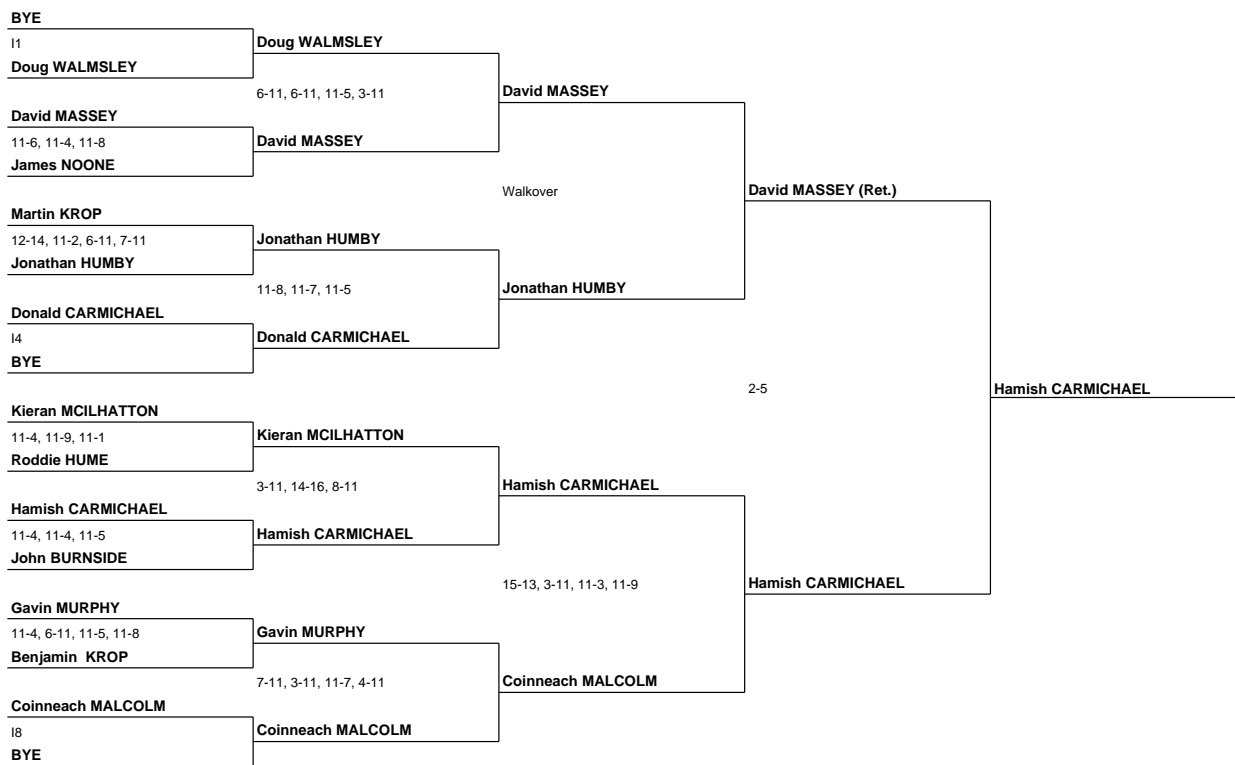 BYE
I1
Doug WALMSLEY
David MASSEY
11-6, 11-4, 11-8
James NOONE
Martin KROP
12-14, 11-2, 6-11, 7-11
Jonathan HUMBY
Donald CARMICHAEL
I4
BYE
Kieran MCILHATTON
11-4, 11-9, 11-1
Roddie HUME
Hamish CARMICHAEL
11-4, 11-4, 11-5
John BURNSIDE
Gavin MURPHY
11-4, 6-11, 11-5, 11-8
Benjamin  KROP
Coinneach MALCOLM
I8
BYE
Doug WALMSLEY
6-11, 6-11, 11-5, 3-11
David MASSEY
Jonathan HUMBY
11-8, 11-7, 11-5
Donald CARMICHAEL
Kieran MCILHATTON
3-11, 14-16, 8-11
Hamish CARMICHAEL
Gavin MURPHY
7-11, 3-11, 11-7, 4-11
Coinneach MALCOLM
David MASSEY
Walkover
Jonathan HUMBY
Hamish CARMICHAEL
15-13, 3-11, 11-3, 11-9
Coinneach MALCOLM
David MASSEY (Ret.)
2-5
Hamish CARMICHAEL
Hamish CARMICHAEL